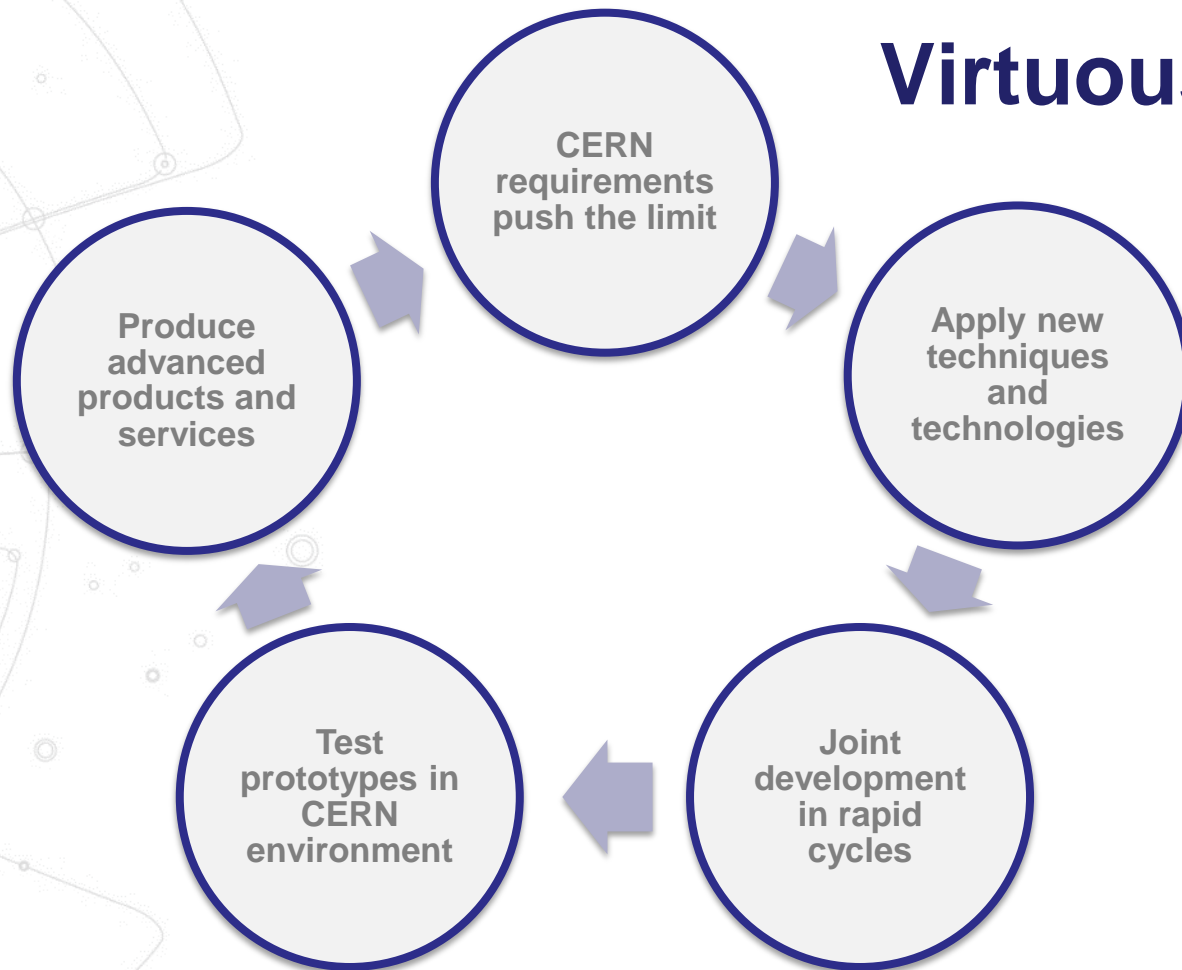 Virtuous
CERN
requirements
push the limit
Apply new
techniques
and
technologies
Joint
development
in rapid
cycles
Test
prototypes in
CERN
environment
Produce
advanced
products and
services